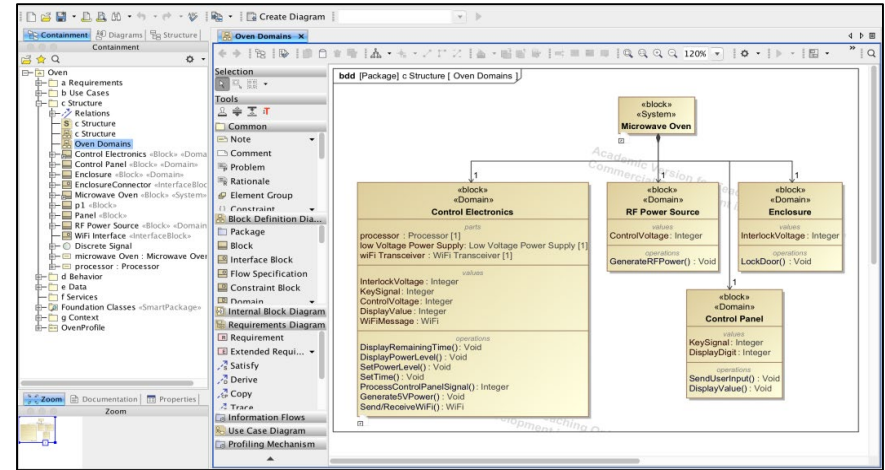 Create Diagram
Containment
Diagrams
Structure
Containment
Oven
a Requirements
b Use Cases
c Structure
Relations
c Structure
c Structure
Oven Domains
Control Electronics «Block» «Doma
Control Panel «Block» «Domain»
Enclosure «Block» «Domain»
EnclosureConnector «InterfaceBloc
Microwave Oven «Block» «System»
p1 «Block»
Panel «Block»
RF Power Source «Block» «Domain
WiFi Interface «InterfaceBlock»
Discrete Signal
microwave Oven : Microwave Over
processor : Processor
d Behavior
e Data
f Services
Foundation Classes «SmartPackage»
g Context
OvenProfile
Zoom
Documentation
Properties
Zoom
Oven Domains
120%
Selection
Tools
Common
Note
Comment
Problem
Rationale
Element Group
Constraint
Block Definition Dia...
Package
Block
Interface Block
Flow Specification
Constraint Block
Domain
Internal Block Diagram
Requirements Diagram
Requirement
Extended Requi...
Satisfy
Derive
Copy
Trace
Information Flows
Use Case Diagram
Profiling Mechanism
bdd [Package] c Structure [ Oven Domains ]
Academic Version for
Commercial
«block»
«System»
Microwave Oven
1
1
1
1
«block»
«Domain»
Control Electronics
parts
processor : Processor [1]
low Voltage Power Supply : Low Voltage Power Supply [1]
wiFi Transceiver : WiFi Transceiver [1]
values
InterlockVoltage : Integer
KeySignal : Integer
ControlVoltage : Integer
DisplayValue : Integer
WiFiMessage : WiFi
operations
DisplayRemainingTime() : Void
DisplayPowerLevel() : Void
SetPowerLevel() : Void
SetTime() : Void
ProcessControlPanelSignal() : Integer
Generate5VPower() : Void
Send/ReceiveWiFi() : WiFi
«block»
«Domain»
RF Power Source
values
ControlVoltage : Integer
operations
GenerateRFPower() : Void
«block»
«Domain»
Enclosure
values
InterlockVoltage : Integer
operations
LockDoor() : Void
«block»
«Domain»
Control Panel
values
KeySignal : Integer
DisplayDigit : Integer
operations
SendUserInput() : Void
DisplayValue() : Void